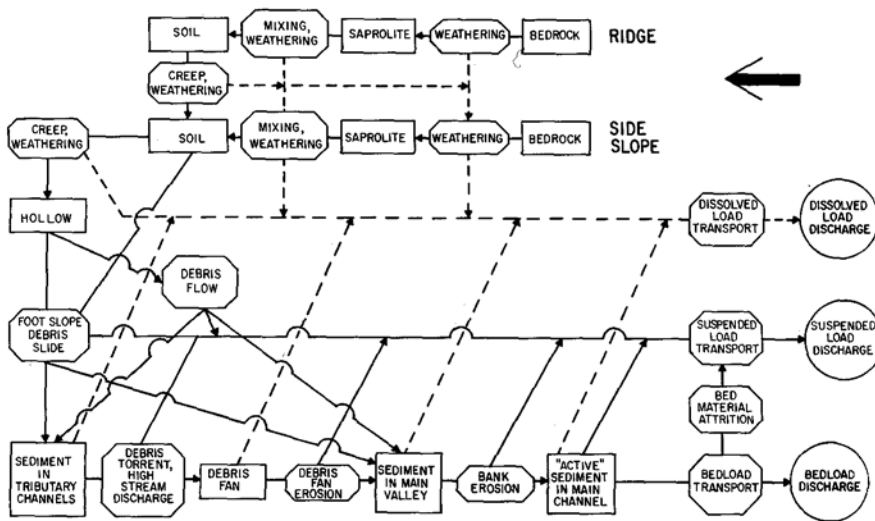 MIXING,
WEATHERING
SOIL
SAPROLITE
WEATHERING
BEDROCK
RIDGE
CREEP,
WEATHERING
CREEP,
WEATHERING
SOIL
MIXING,
WEATHERING
SAPROLITE
WEATHERING
BEDROCK
SIDE
SLOPE
HOLLOW
DISSOLVED
LOAD
TRANSPORT
DISSOLVED
LOAD
DISCHARGE
DEBRIS
FLOW
FOOT SLOPE
DEBRIS
SLIDE
SUSPENDED
LOAD
TRANSPORT
SUSPENDED
LOAD
DISCHARGE
BED
MATERIAL
ATTRITION
SEDIMENT
IN
TRIBUTARY
CHANNELS
DEBRIS
TORRENT,
HIGH
STREAM
DISCHARGE
DEBRIS
FAN
DEBRIS
FAN
EROSION
SEDIMENT
IN MAIN
VALLEY
BANK
EROSION
"ACTIVE"
SEDIMENT
IN MAIN
CHANNEL
BEDLOAD
TRANSPORT
BEDLOAD
DISCHARGE